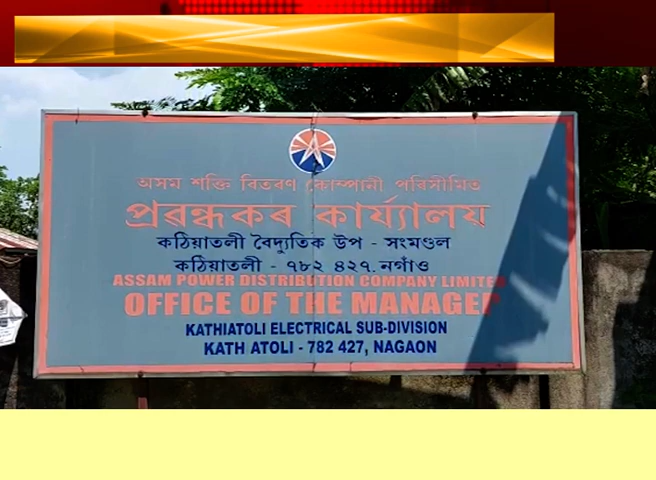 অসম শক্তি বিতৰণ কোম্পানী পৰিসীমিত
প্ৰৱন্ধকৰ কাৰ্য্যালয়
কঠিয়াতলী বৈদ্যুতিক উপ - সংমণ্ডল
কঠিয়াতলী - ৭৮২ ৪২৭. নগাঁও
ASSAM POWER DISTRIBUTION COMPANY LIMITED
OFFICE OF THE MANAGER
KATHIATOLI ELECTRICAL SUB-DIVISION
KATH ATOLI - 782 427, NAGAON